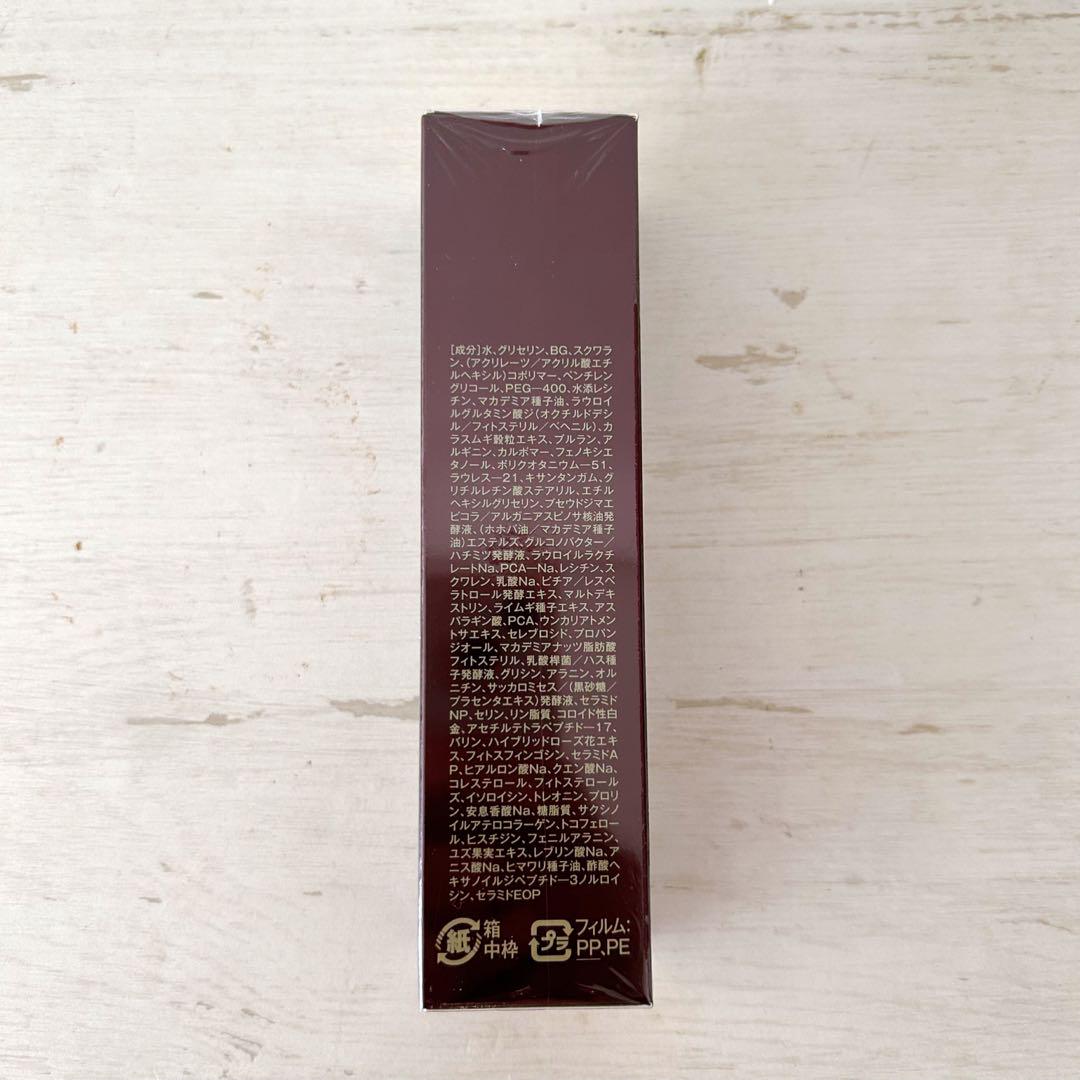 [成分]水、グリセリン、BG、スクワラ
ン、(アクリレーツ/アクリル酸エチ
ルヘキシル)コポリマー、ペンチレン
グリコール、PEG—400、水添レシ
チン、マカデミア種子油、ラウロイ
ルグルタミン酸ジ(オクチルドデシ
ル/フィトステリル/ベヘニル)、カ
ラスムギ穀粒エキス、プルラン、ア
ルギニン、カルボマー、フェノキシエ
タノール、ポリクオタニウム—51、
ラウレス—21、キサンタンガム、グ
リチルレチン酸ステアリル、エチル
ヘキシルグリセリン、プセウドジマエ
ピコラ/アルガニアスピノサ核油発
酵液、(ホホバ油/マカデミア種子
油)エステルズ、グルコノバクター/
ハチミツ発酵液、ラウロイルラクチ
レートNa、PCA—Na、レシチン、ス
クワレン、乳酸Na、ピチア/レスベ
ラトロール発酵エキス、マルトデキ
ストリン、ライムギ種子エキス、アス
パラギン酸、PCA、ウンカリアトメン
トサエキス、セレブロシド、プロパン
ジオール、マカデミアナッツ脂肪酸
フィトステリル、乳酸桿菌/ハス種
子発酵液、グリシン、アラニン、オル
ニチン、サッカロミセス/(黒砂糖/
プラセンタエキス)発酵液、セラミド
NP、セリン、リン脂質、コロイド性白
金、アセチルテトラペプチド—17、
バリン、ハイブリッドローズ花エキ
ス、フィトスフィンゴシン、セラミドA
P、ヒアルロン酸Na、クエン酸Na、
コレステロール、フィトステロール
ズ、イソロイシン、トレオニン、プロリ
ン、安息香酸Na、糖脂質、サクシノ
イルアテロコラーゲン、トコフェロー
ル、ヒスチジン、フェニルアラニン、
ユズ果実エキス、レブリン酸Na、ア
ニス酸Na、ヒマワリ種子油、酢酸ヘ
キサノイルジペプチド—3ノルロイ
シン、セラミドEOP
紙 箱 プラ フィルム:
中枠 PP、PE